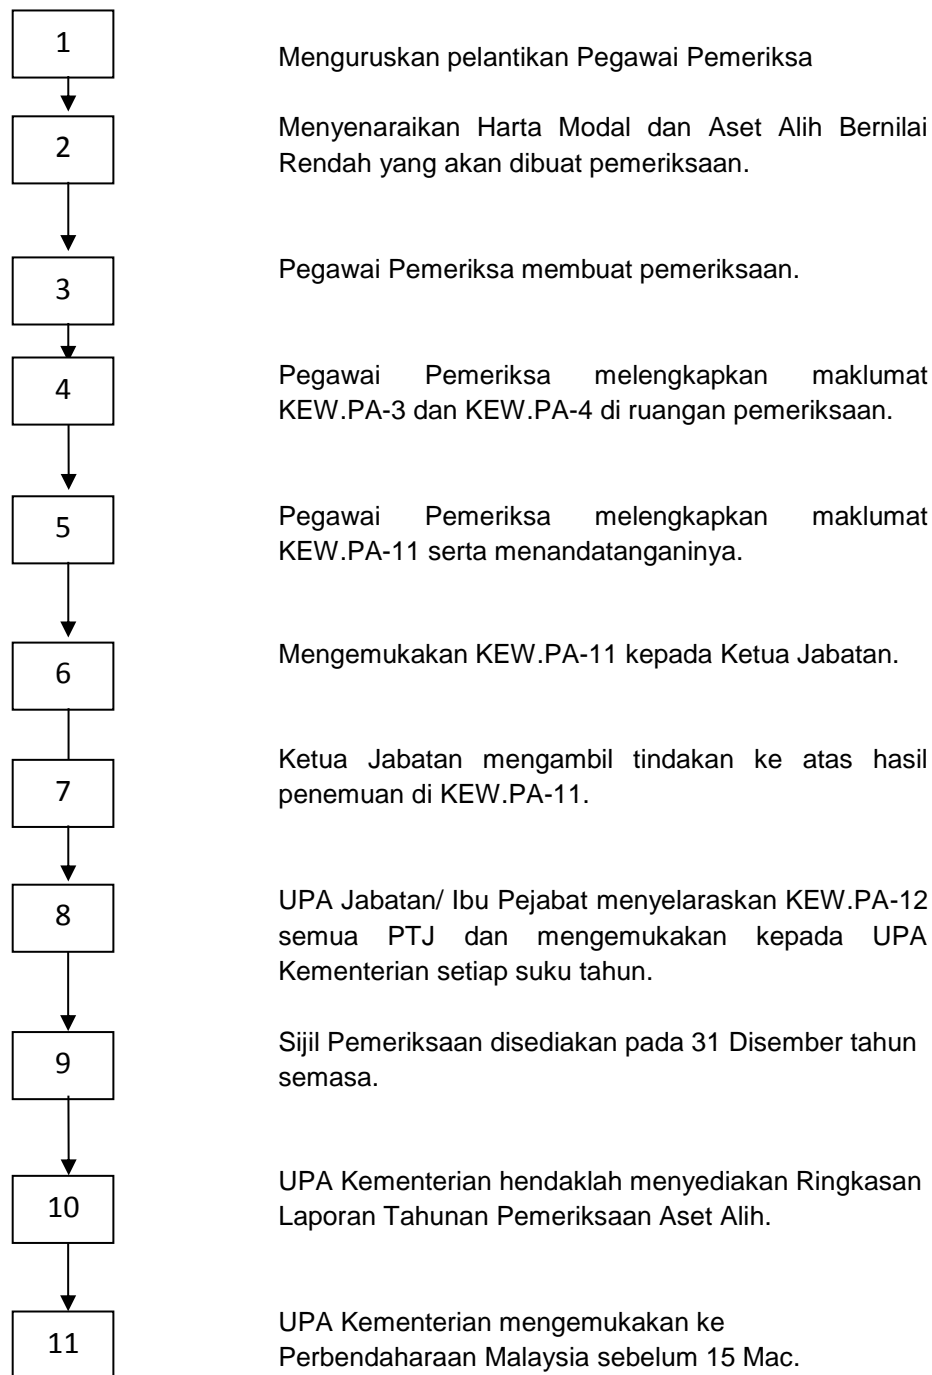 1
Menguruskan pelantikan Pegawai Pemeriksa
2
Menyenaraikan Harta Modal dan Aset Alih Bernilai
Rendah yang akan dibuat pemeriksaan.
3
Pegawai Pemeriksa membuat pemeriksaan.
4
Pegawai Pemeriksa melengkapkan maklumat
KEW.PA-3 dan KEW.PA-4 di ruangan pemeriksaan.
5
Pegawai Pemeriksa melengkapkan maklumat
KEW.PA-11 serta menandatanganinya.
6
Mengemukakan KEW.PA-11 kepada Ketua Jabatan.
7
Ketua Jabatan mengambil tindakan ke atas hasil
penemuan di KEW.PA-11.
8
UPA Jabatan/ Ibu Pejabat menyelaraskan KEW.PA-12
semua PTJ dan mengemukakan kepada UPA
Kementerian setiap suku tahun.
9
Sijil Pemeriksaan disediakan pada 31 Disember tahun
semasa.
10
UPA Kementerian hendaklah menyediakan Ringkasan
Laporan Tahunan Pemeriksaan Aset Alih.
11
UPA Kementerian mengemukakan ke
Perbendaharaan Malaysia sebelum 15 Mac.